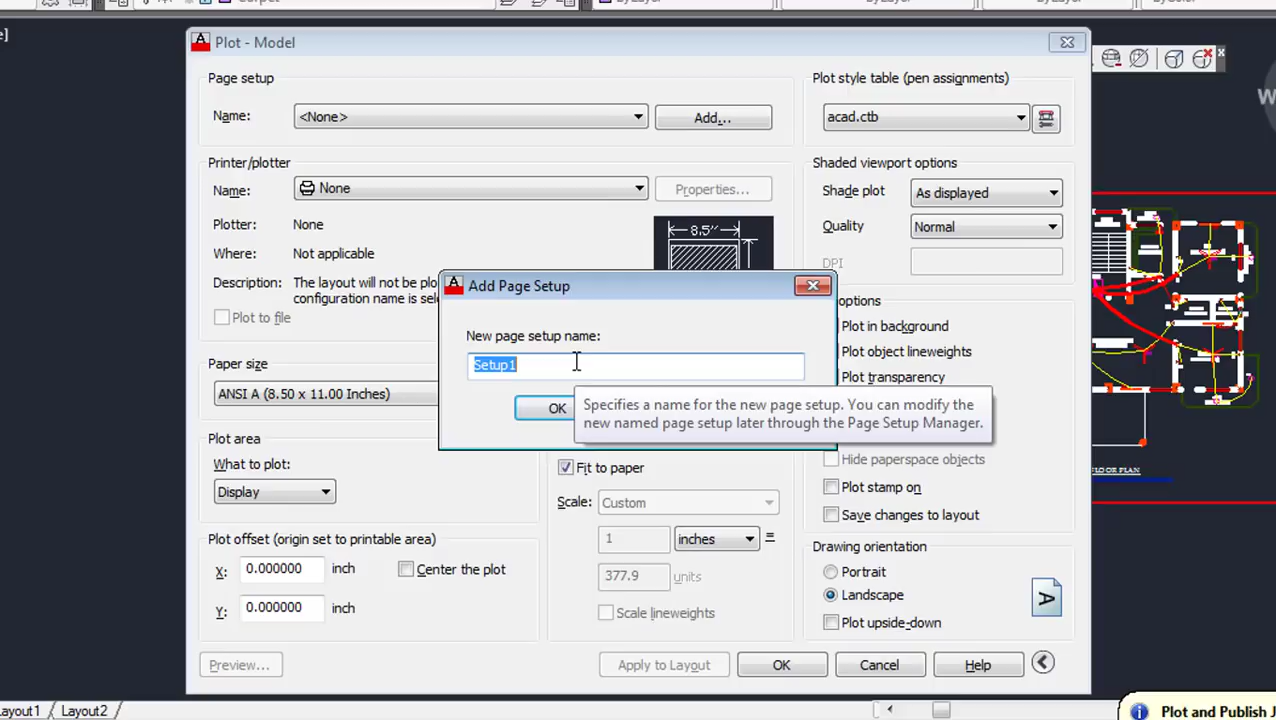 e]
Plot - Model
Page setup
Name:
<None>
Add...
Plot style table (pen assignments)
acad.ctb
Printer/plotter
Name:
None
Properties...
Shaded viewport options
Shade plot
As displayed
Plotter:
None
Quality
Normal
Where:
Not applicable
DPI
Description:
The layout will not be plo
configuration name is sele
8.5''
Plot to file
Add Page Setup
New page setup name:
Setup1
OK
Specifies a name for the new page setup. You can modify the
new named page setup later through the Page Setup Manager.
options
Plot in background
Plot object lineweights
Plot transparency
Paper size
ANSI A (8.50 x 11.00 Inches)
Plot area
What to plot:
Display
Fit to paper
Scale:
Custom
1
inches
=
377.9
units
Scale lineweights
Hide paperspace objects
Plot stamp on
Save changes to layout
Plot offset (origin set to printable area)
X:
0.000000
inch
Center the plot
Y:
0.000000
inch
Drawing orientation
Portrait
Landscape
Plot upside-down
A
Preview...
Apply to Layout
OK
Cancel
Help
ayout1
Layout2
LOOR PLAN
W
Plot and Publish J